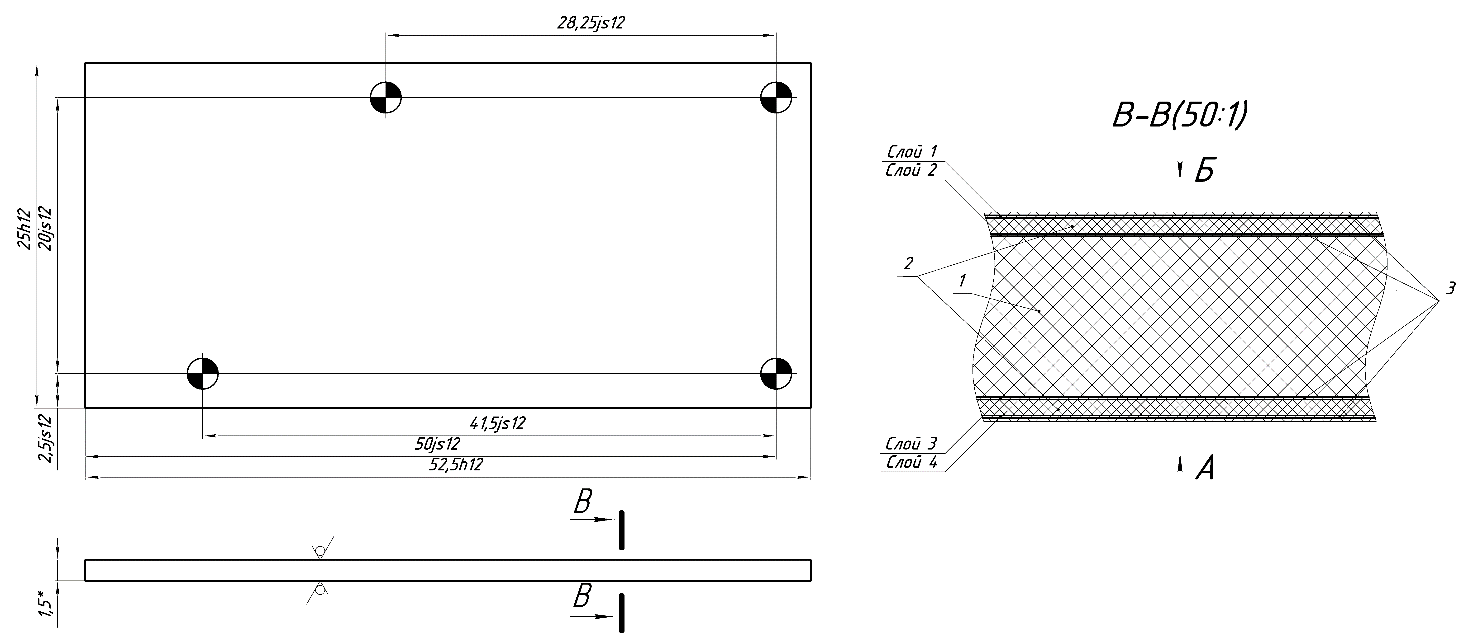 28,25js12
25h12
20js12
2,5js12
41,5js12
50js12
52,5h12
В
В
1,5*
В-В(50:1)
Слой 1
Слой 2
Б
2
1
3
Слой 3
Слой 4
А